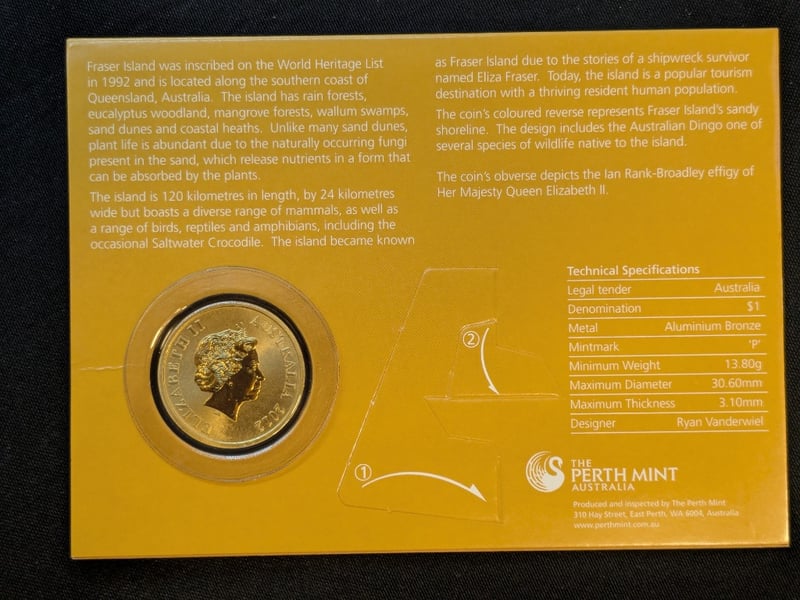 Fraser Island was inscribed on the World Heritage List
in 1992 and is located along the southern coast of
Queensland, Australia. The island has rain forests,
eucalyptus woodland, mangrove forests, wallum swamps,
sand dunes and coastal heaths. Unlike many sand dunes,
plant life is abundant due to the naturally occurring fungi
present in the sand, which release nutrients in a form that
can be absorbed by the plants.
The island is 120 kilometres in length, by 24 kilometres
wide but boasts a diverse range of mammals, as well as
a range of birds, reptiles and amphibians, including the
occasional Saltwater Crocodile. The island became known
as Fraser Island due to the stories of a shipwreck survivor
named Eliza Fraser. Today, the island is a popular tourism
destination with a thriving resident human population.
The coin's coloured reverse represents Fraser Island's sandy
shoreline. The design includes the Australian Dingo one of
several species of wildlife native to the island.
The coin's obverse depicts the Ian Rank-Broadley effigy of
Her Majesty Queen Elizabeth II.
ELIZABETH II AUSTRALIA 2012
1
2
Technical Specifications
Legal tender Australia
Denomination $1
Metal Aluminium Bronze
Mintmark 'P'
Minimum Weight 13.80g
Maximum Diameter 30.60mm
Maximum Thickness 3.10mm
Designer Ryan Vanderwiel
THE
PERTH MINT
AUSTRALIA
Produced and inspected by The Perth Mint
310 Hay Street, East Perth, WA 6004, Australia
www.perthmint.com.au